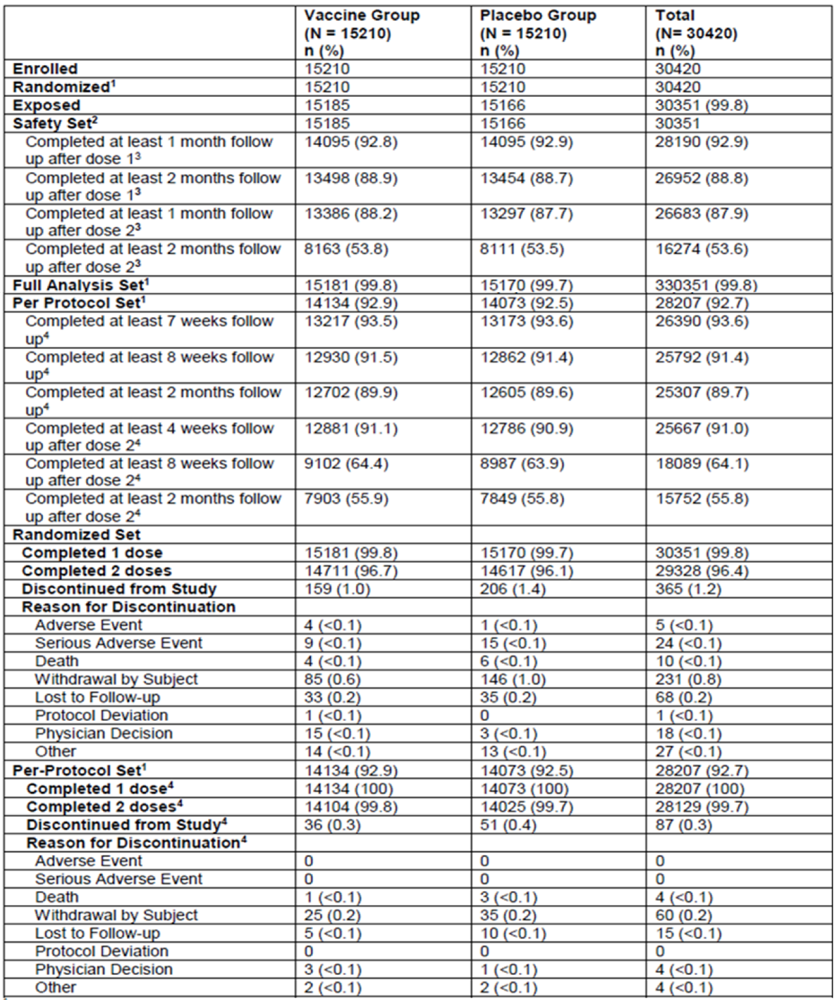 Vaccine Group Placebo Group Total
(N = 15210) (N = 15210) (N= 30420)
n (%) n (%) n (%)
Enrolled 15210 15210 30420
Randomized¹ 15210 15210 30420
Exposed 15185 15166 30351 (99.8)
Safety Set² 15185 15166 30351
Completed at least 1 month follow 14095 (92.8) 14095 (92.9) 28190 (92.9)
up after dose 1³
Completed at least 2 months follow 13498 (88.9) 13454 (88.7) 26952 (88.8)
up after dose 1³
Completed at least 1 month follow 13386 (88.2) 13297 (87.7) 26683 (87.9)
up after dose 2³
Completed at least 2 months follow 8163 (53.8) 8111 (53.5) 16274 (53.6)
up after dose 2³
Full Analysis Set¹ 15181 (99.8) 15170 (99.7) 330351 (99.8)
Per Protocol Set¹ 14134 (92.9) 14073 (92.5) 28207 (92.7)
Completed at least 7 weeks follow 13217 (93.5) 13173 (93.6) 26390 (93.6)
up⁴
Completed at least 8 weeks follow 12930 (91.5) 12862 (91.4) 25792 (91.4)
up⁴
Completed at least 2 months follow 12702 (89.9) 12605 (89.6) 25307 (89.7)
up⁴
Completed at least 4 weeks follow 12881 (91.1) 12786 (90.9) 25667 (91.0)
up after dose 2⁴
Completed at least 8 weeks follow 9102 (64.4) 8987 (63.9) 18089 (64.1)
up after dose 2⁴
Completed at least 2 months follow 7903 (55.9) 7849 (55.8) 15752 (55.8)
up after dose 2⁴
Randomized Set
Completed 1 dose 15181 (99.8) 15170 (99.7) 30351 (99.8)
Completed 2 doses 14711 (96.7) 14617 (96.1) 29328 (96.4)
Discontinued from Study 159 (1.0) 206 (1.4) 365 (1.2)
Reason for Discontinuation
Adverse Event 4 (<0.1) 1 (<0.1) 5 (<0.1)
Serious Adverse Event 9 (<0.1) 15 (<0.1) 24 (<0.1)
Death 4 (<0.1) 6 (<0.1) 10 (<0.1)
Withdrawal by Subject 85 (0.6) 146 (1.0) 231 (0.8)
Lost to Follow-up 33 (0.2) 35 (0.2) 68 (0.2)
Protocol Deviation 1 (<0.1) 0 1 (<0.1)
Physician Decision 15 (<0.1) 3 (<0.1) 18 (<0.1)
Other 14 (<0.1) 13 (<0.1) 27 (<0.1)
Per-Protocol Set¹ 14134 (92.9) 14073 (92.5) 28207 (92.7)
Completed 1 dose⁴ 14134 (100) 14073 (100) 28207 (100)
Completed 2 doses⁴ 14104 (99.8) 14025 (99.7) 28129 (99.7)
Discontinued from Study⁴ 36 (0.3) 51 (0.4) 87 (0.3)
Reason for Discontinuation⁴
Adverse Event 0 0 0
Serious Adverse Event 0 0 0
Death 1 (<0.1) 3 (<0.1) 4 (<0.1)
Withdrawal by Subject 25 (0.2) 35 (0.2) 60 (0.2)
Lost to Follow-up 5 (<0.1) 10 (<0.1) 15 (<0.1)
Protocol Deviation 0 0 0
Physician Decision 3 (<0.1) 1 (<0.1) 4 (<0.1)
Other 2 (<0.1) 2 (<0.1) 4 (<0.1)